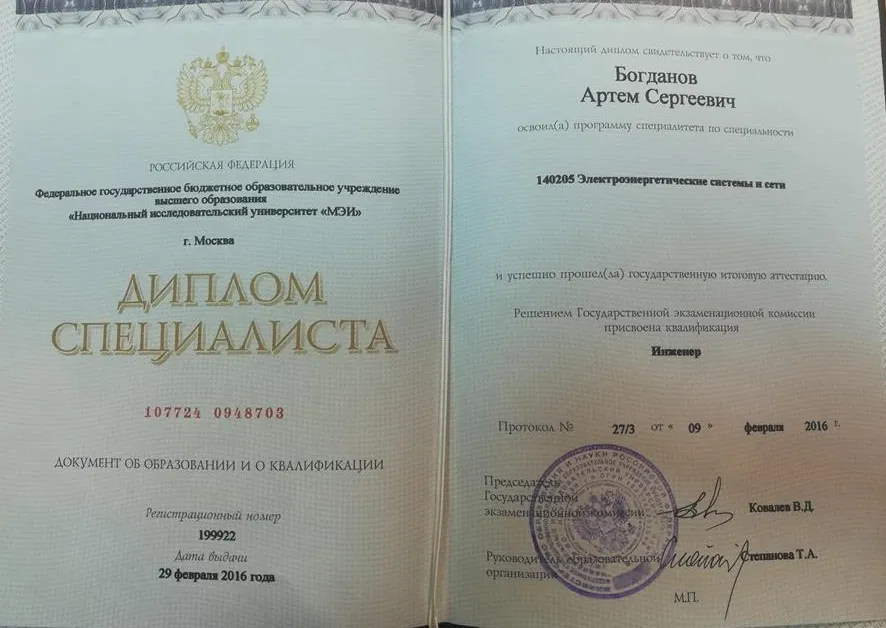 РОССИЙСКАЯ ФЕДЕРАЦИЯ
Федеральное государственное бюджетное образовательное учреждение
высшего образования
«Национальный исследовательский университет «МЭИ»
г. Москва
ДИПЛОМ
СПЕЦИАЛИСТА
107724 0948703
ДОКУМЕНТ ОБ ОБРАЗОВАНИИ И О КВАЛИФИКАЦИИ
Регистрационный номер
199922
Дата выдачи
29 февраля 2016 года
Настоящий диплом свидетельствует о том, что
Богданов
Артем Сергеевич
освоил(а) программу специалитета по специальности
140205 Электроэнергетические системы и сети
и успешно прошел(ла) государственную итоговую аттестацию.
Решением Государственной экзаменационной комиссии
присвоена квалификация
Инженер
Протокол № 27/3 от « 09 » февраля 2016 г.
Председатель
Государственной
экзаменационной комиссии Ковалев В.Д.
Руководитель образовательной Степанова Т.А.
организации
М.П.